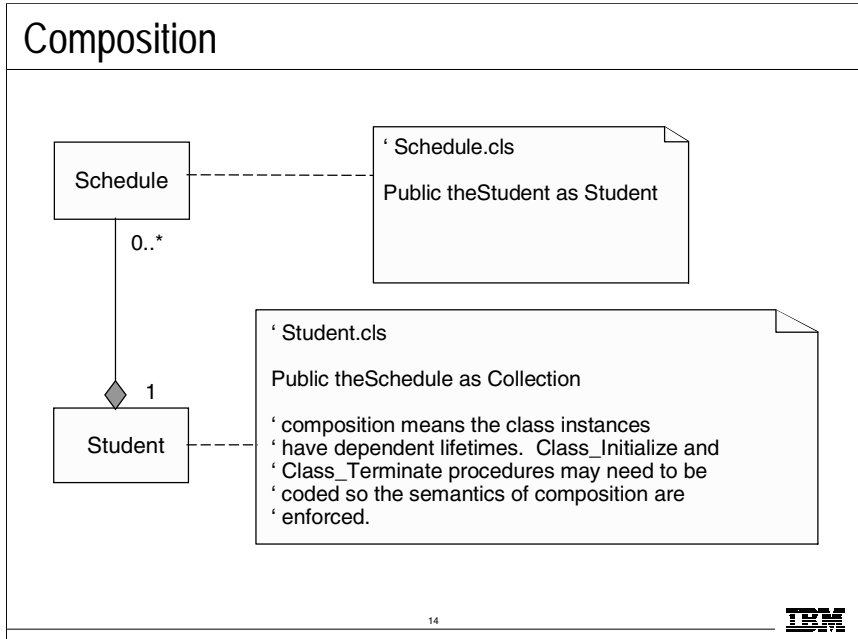 Composition
Schedule
0..*
‘ Schedule.cls
Public theStudent as Student
1
Student
‘ Student.cls
Public theSchedule as Collection
‘ composition means the class instances
‘ have dependent lifetimes.  Class_Initialize and
‘ Class_Terminate procedures may need to be
‘ coded so the semantics of composition are
‘ enforced.
14
IBM